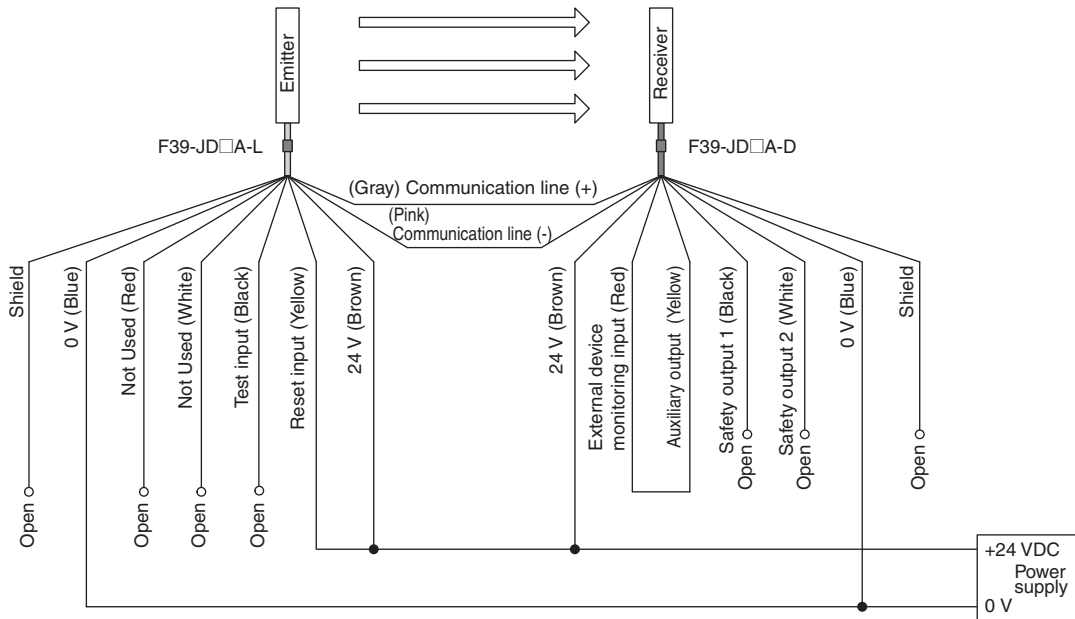 Emitter
Receiver
F39-JD□A-L
F39-JD□A-D
(Gray) Communication line (+)
(Pink)
Communication line (-)
Shield
0 V (Blue)
Not Used (Red)
Not Used (White)
Test input (Black)
Reset input (Yellow)
24 V (Brown)
24 V (Brown)
External device
monitoring input (Red)
Auxiliary output (Yellow)
Safety output 1 (Black)
Safety output 2 (White)
0 V (Blue)
Shield
Open
Open
Open
Open
Open
Open
Open
+24 VDC
Power
supply
0 V